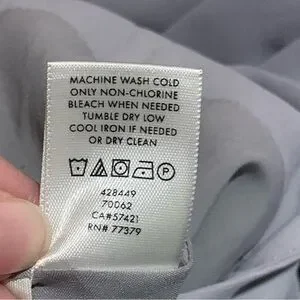 MACHINE WASH COLD
ONLY NON-CHLORINE
BLEACH WHEN NEEDED
TUMBLE DRY LOW
COOL IRON IF NEEDED
OR DRY CLEAN
P
428449
70062
CA#57421
RN# 77379